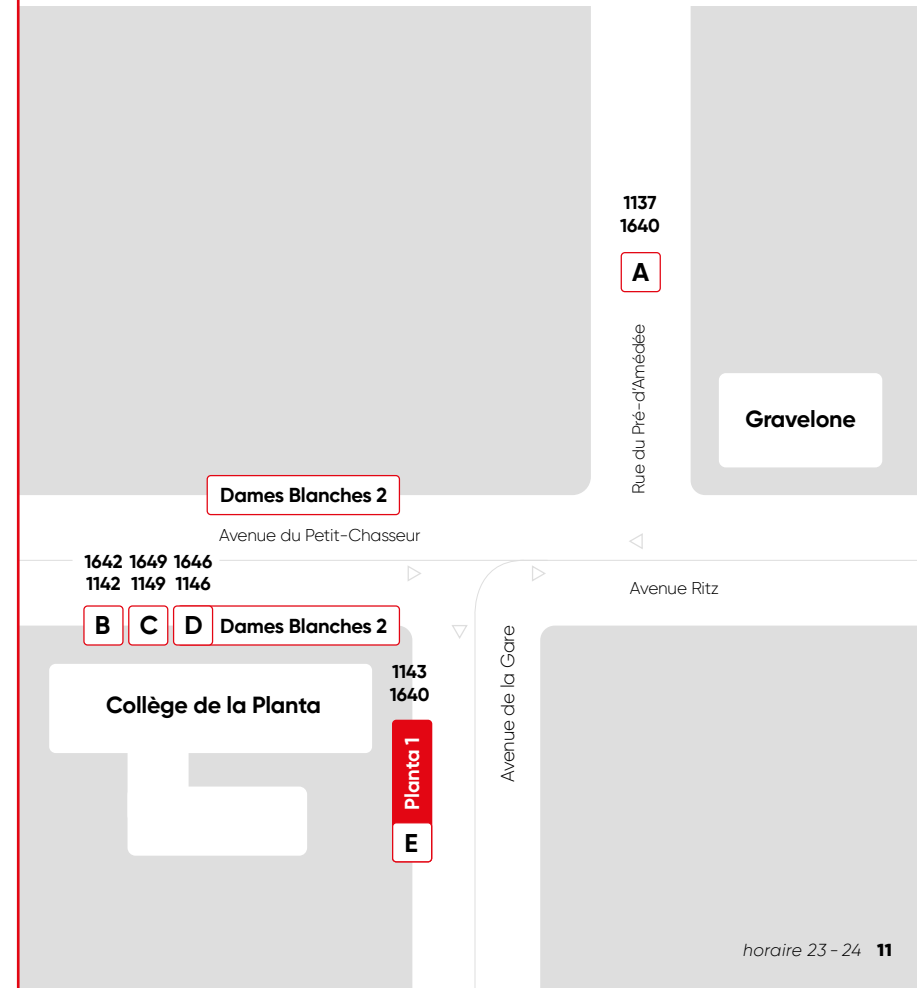 1137
1640
A
Rue du Pré-d'Amédée
Gravelone
Dames Blanches 2
Avenue du Petit-Chasseur
1642 1649 1646
1142 1149 1146
Avenue Ritz
B C D Dames Blanches 2
Avenue de la Gare
1143
1640
Collège de la Planta
Planta 1
E
horaire 23 - 24 11